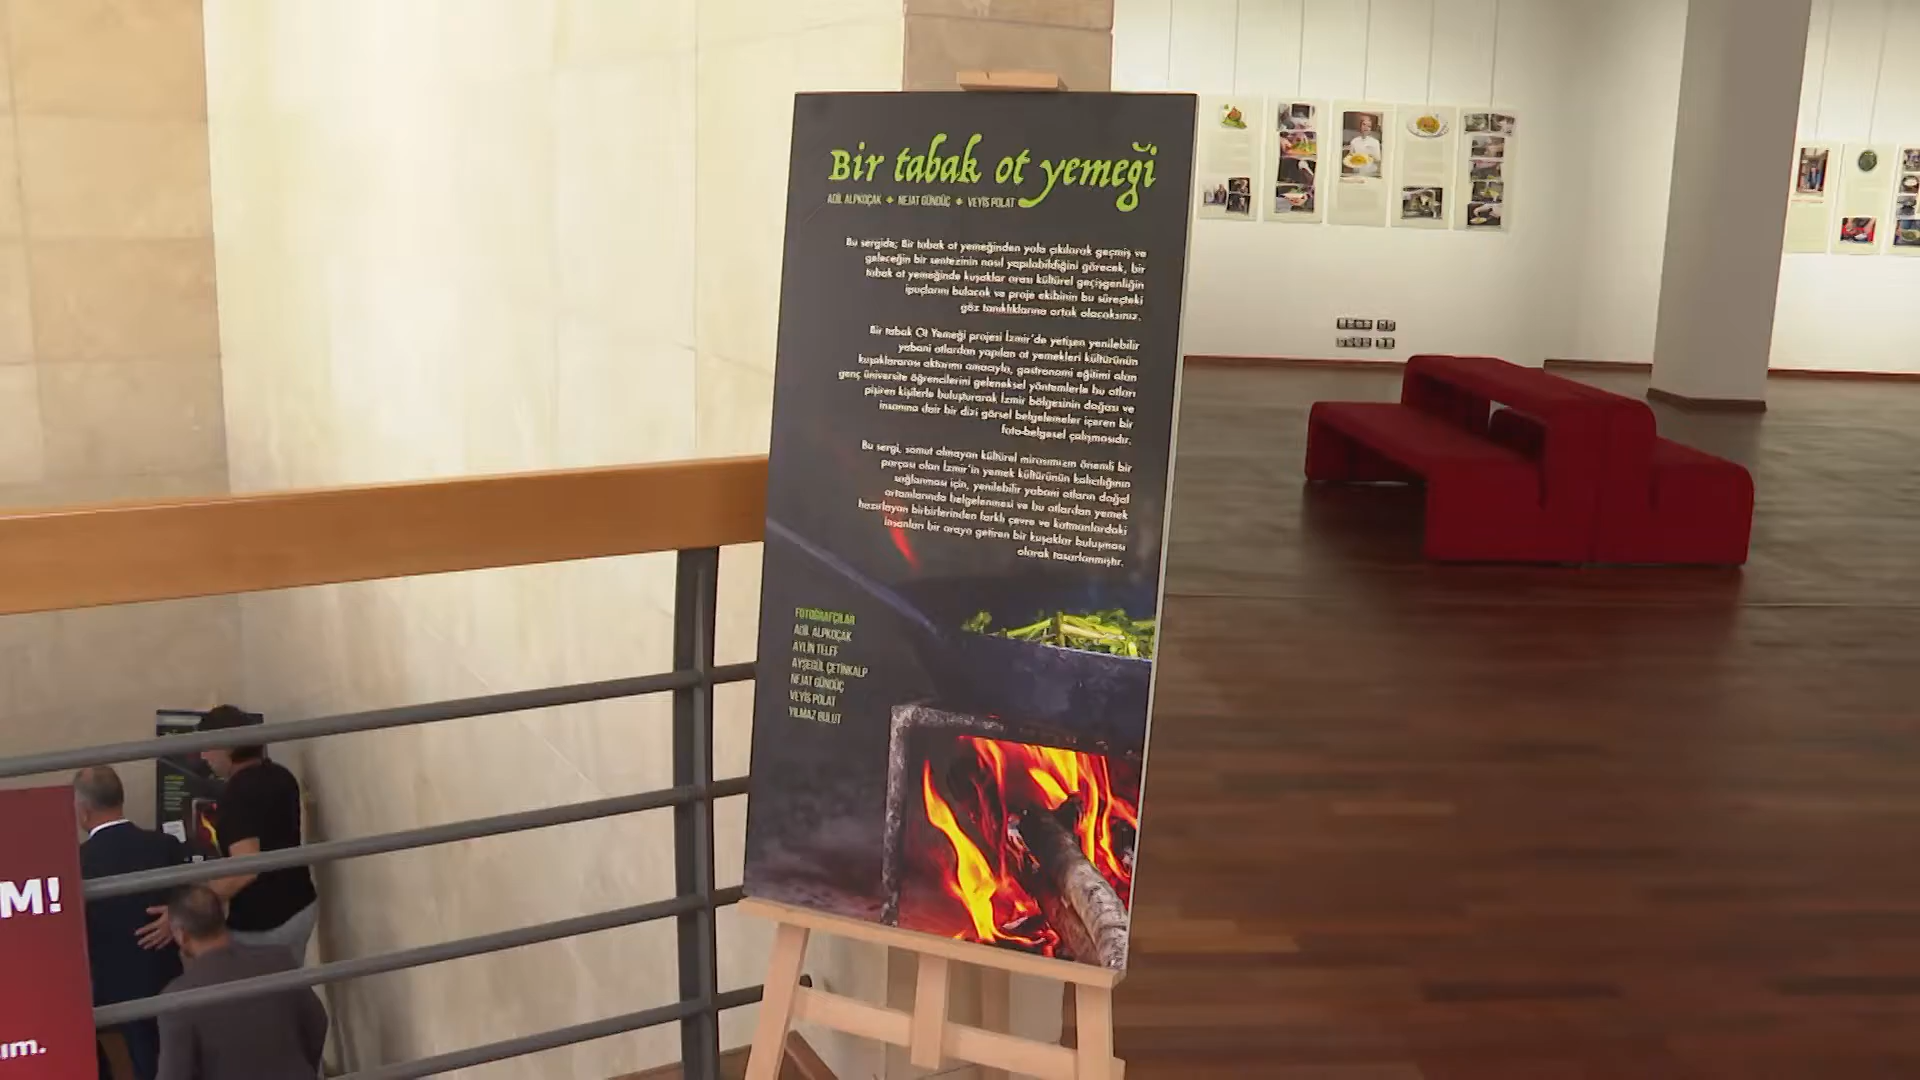 Bir tabak ot yemeği
ADİL ALPKOÇAK ✦ NEJAT GÜNDÜÇ ✦ VEYİS POLAT
Bu sergide; Bir tabak ot yemeğinden yola çıkılarak geçmiş ve
geleceğin bir sentezinin nasıl yapılabildiğini görecek, bir
tabak ot yemeğinde kuşaklar arası kültürel geçişgenliğin
ipuçlarını bulacak ve proje ekibinin bu süreçteki
göz tanıklıklarına ortak olacaksınız.
Bir tabak Ot Yemeği projesi İzmir'de yetişen yenilebilir
yabani otlardan yapılan ot yemekleri kültürünün
kuşaklararası aktarımı amacıyla, gastronomi eğitimi alan
genç üniversite öğrencilerini geleneksel yöntemlerle bu otları
pişiren kişilerle buluşturarak İzmir bölgesinin doğası ve
insanına dair bir dizi görsel belgelemeler içeren bir
foto-belgesel çalışmasıdır.
Bu sergi, somut olmayan kültürel mirasımızın önemli bir
parçası olan İzmir'in yemek kültürünün kalıcılığının
sağlanması için, yenilebilir yabani otların doğal
ortamlarında belgelenmesi ve bu otlardan yemek
hazırlayan birbirlerinden farklı çevre ve katmanlardaki
insanları bir araya getiren bir kuşaklar buluşması
olarak tasarlanmıştır.
FOTOĞRAFÇILAR
ADİL ALPKOÇAK
AYLİN TELEF
AYŞEGÜL ÇETİNKALP
NEJAT GÜNDÜÇ
VEYİS POLAT
YILMAZ BULUT
M!
ım.